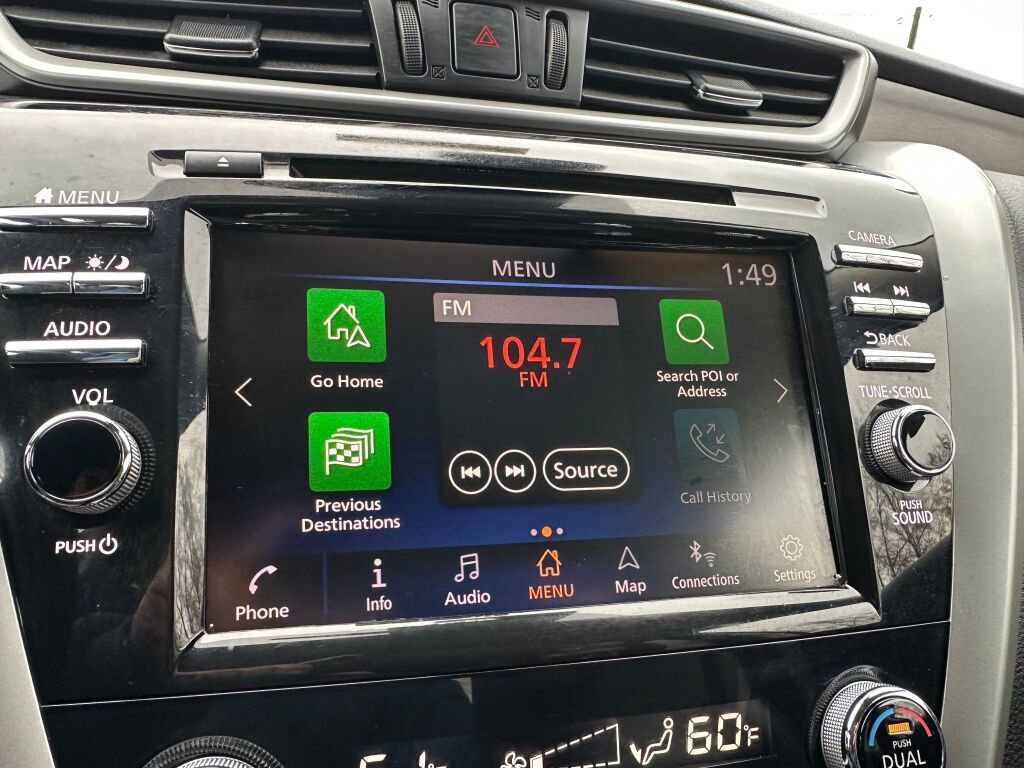 MENU
MAP
AUDIO
VOL
PUSH
MENU
1:49
Go Home
FM
104.7
FM
Source
Search POI or
Address
Previous
Destinations
Call History
Phone
Info
Audio
MENU
Map
Connections
Settings
CAMERA
BACK
TUNE·SCROLL
PUSH
SOUND
60°F
PUSH
DUAL